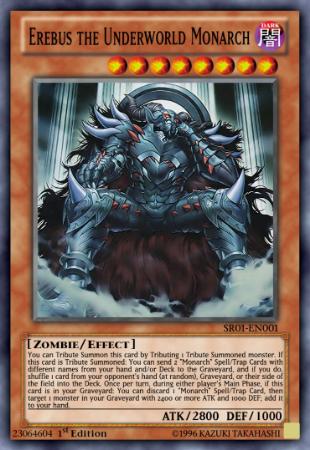 Erebus the Underworld Monarch
DARK
闇
SR01-EN001
[Zombie/Effect]
You can Tribute Summon this card by Tributing 1 Tribute Summoned monster. If
this card is Tribute Summoned: You can send 2 "Monarch" Spell/Trap Cards with
different names from your hand and/or Deck to the Graveyard, and if you do,
shuffle 1 card from your opponent's hand (at random), Graveyard, or their side of
the field into the Deck. Once per turn, during either player's Main Phase, if this
card is in your Graveyard: You can discard 1 "Monarch" Spell/Trap Card, then
target 1 monster in your Graveyard with 2400 or more ATK and 1000 DEF; add it
to your hand.
ATK/2800 DEF/1000
23064604 1st Edition ©1996 KAZUKI TAKAHASHI